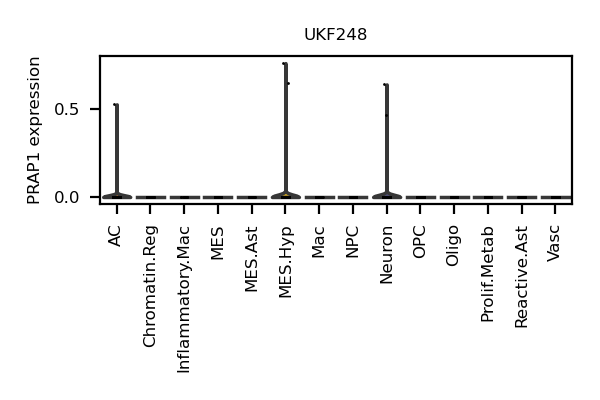 UKF248
PRAP1 expression
0.5
0.0
AC
Chromatin.Reg
Inflammatory.Mac
MES
MES.Ast
MES.Hyp
Mac
NPC
Neuron
OPC
Oligo
Prolif.Metab
Reactive.Ast
Vasc